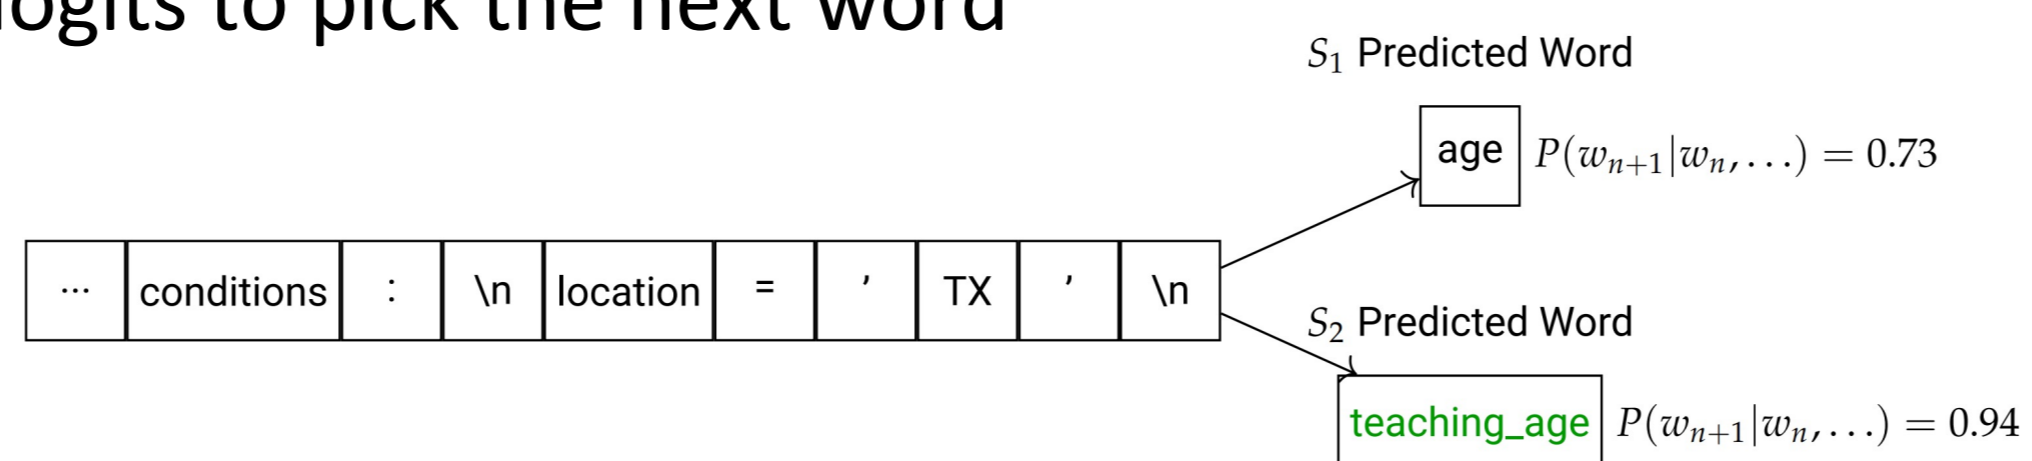 logits to pick the next word
S₁ Predicted Word
age P(wₙ₊₁|wₙ, . . .) = 0.73
... conditions : \n location = ’ TX ’ \n
S₂ Predicted Word
teaching_age P(wₙ₊₁|wₙ, . . .) = 0.94